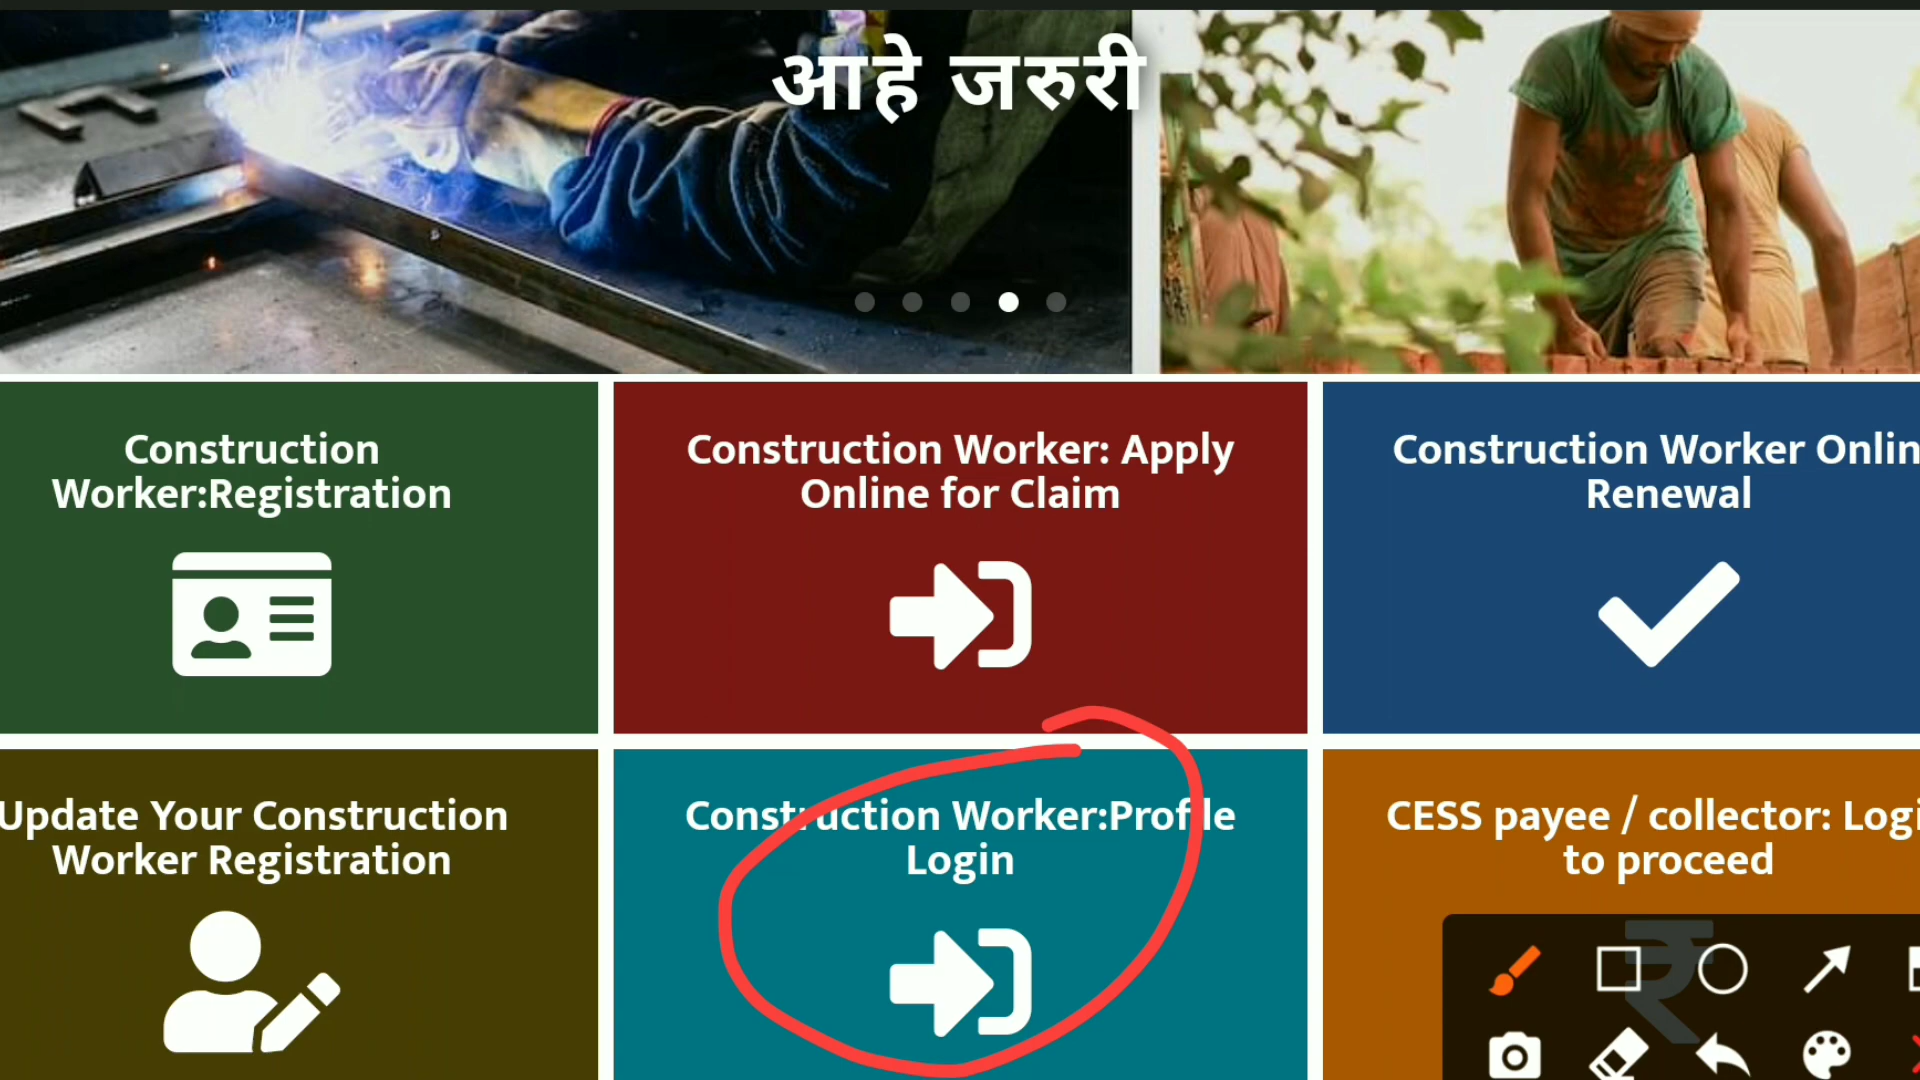 आहे जरुरी
Construction
Worker:Registration
Construction Worker: Apply
Online for Claim
Construction Worker Onlin
Renewal
Update Your Construction
Worker Registration
Construction Worker:Profile
Login
CESS payee / collector: Logi
to proceed